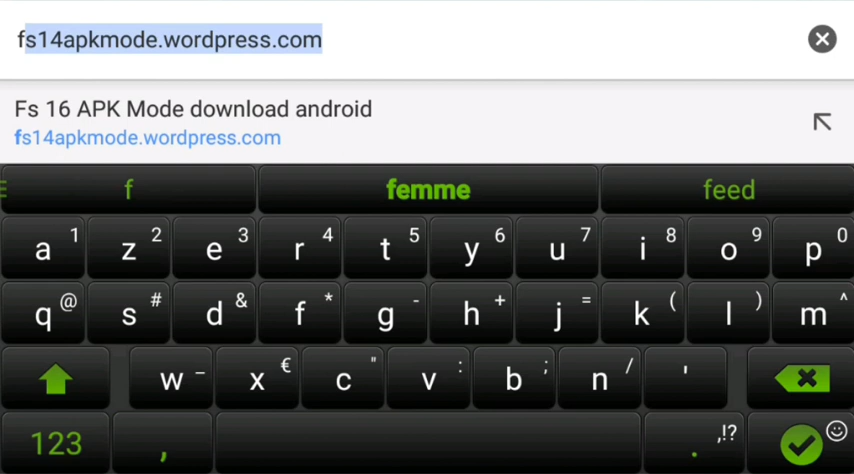 fs14apkmode.wordpress.com
Fs 16 APK Mode download android
fs14apkmode.wordpress.com
f femme feed
a 1 z 2 e 3 r 4 t 5 y 6 u 7 i 8 o 9 p 0
q @ s # d & f * g - h + j = k ( l ) m ^
w _ x € c " v : b ; n / '
123 , . ,!?